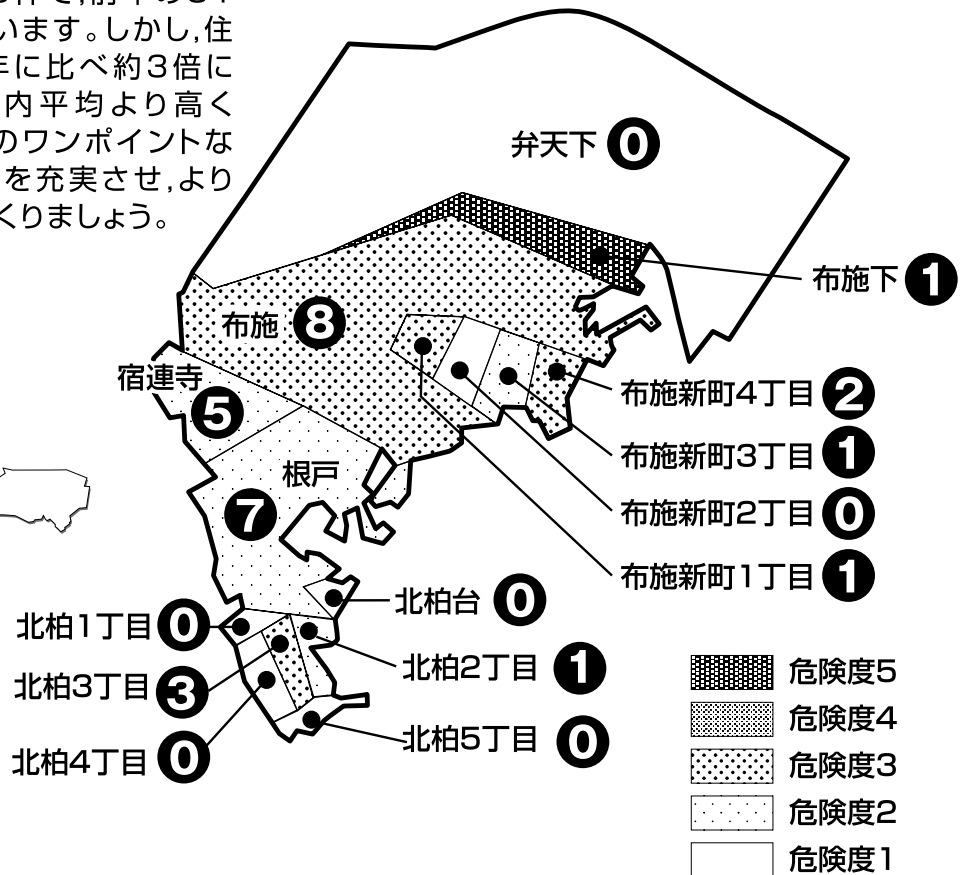 います。しかし,住
年に比べ約3倍に
内平均より高く
のワンポイントな
を充実させ,より
くりましょう。
弁天下 0
布施下 1
布施 8
宿連寺
5
布施新町4丁目 2
布施新町3丁目 1
布施新町2丁目 0
布施新町1丁目 1
根戸
7
北柏台 0
北柏1丁目 0
北柏2丁目 1
北柏3丁目 3
北柏5丁目 0
北柏4丁目 0
危険度5
危険度4
危険度3
危険度2
危険度1